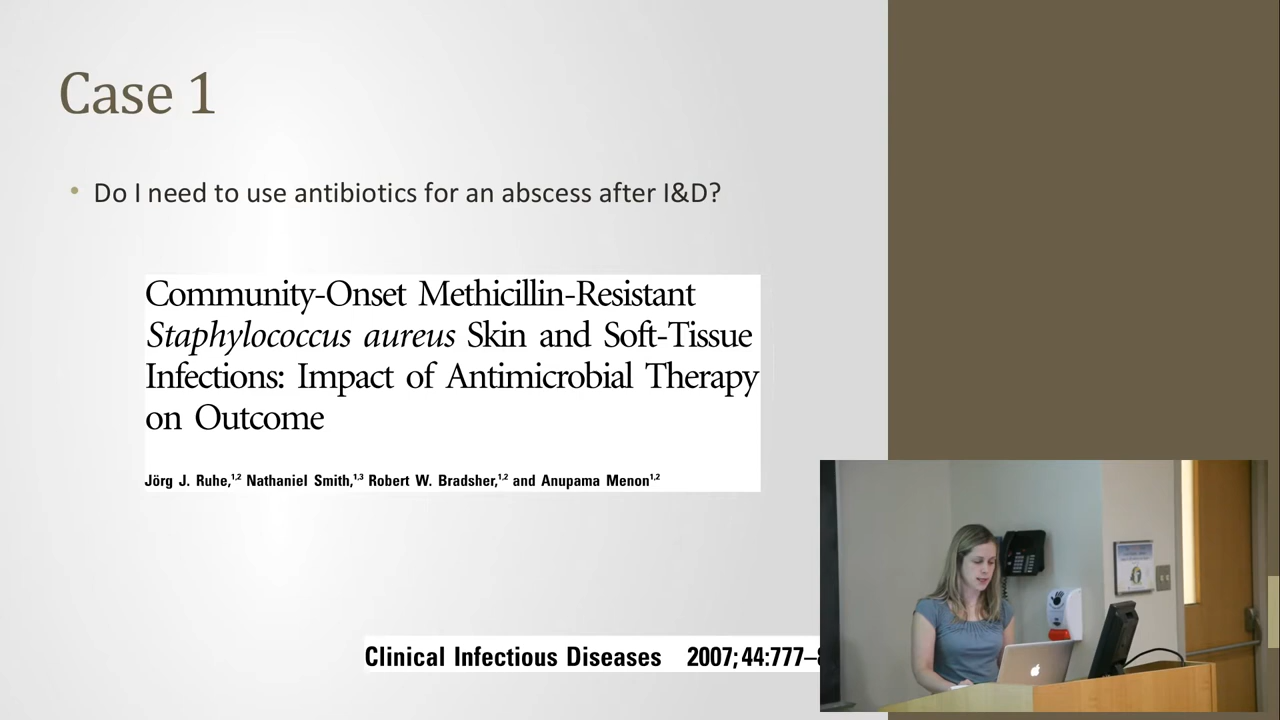 Case 1
• Do I need to use antibiotics for an abscess after I&D?
Community-Onset Methicillin-Resistant
Staphylococcus aureus Skin and Soft-Tissue
Infections: Impact of Antimicrobial Therapy
on Outcome
Jörg J. Ruhe,1,2 Nathaniel Smith,1,3 Robert W. Bradsher,1,2 and Anupama Menon1,2
Clinical Infectious Diseases 2007;44:777–